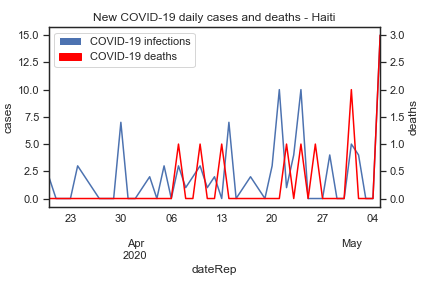 New COVID-19 daily cases and deaths - Haiti
COVID-19 infections
COVID-19 deaths
15.0
12.5
10.0
7.5
5.0
2.5
0.0
cases
3.0
2.5
2.0
1.5
1.0
0.5
0.0
deaths
23 30 06 13 20 27 04
Apr May
2020
dateRep